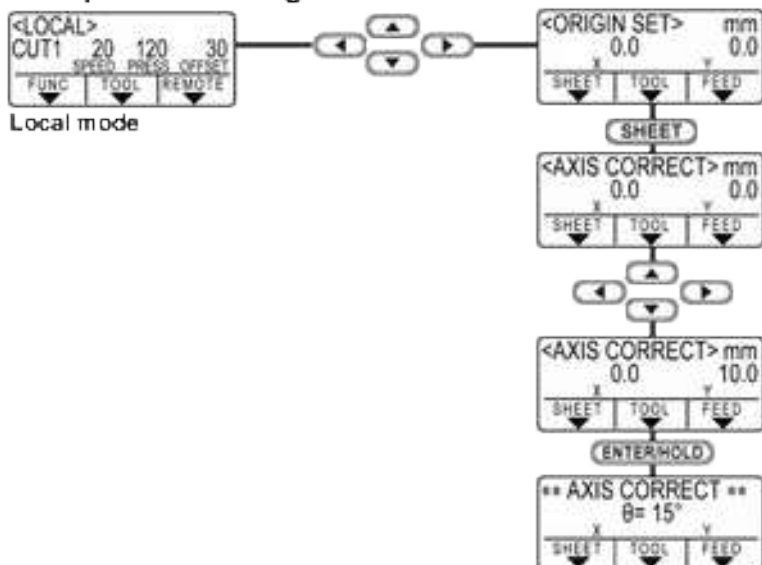 <LOCAL>
CUT1 20 120 30
SPEED PRESS OFFSET
FUNC TOOL REMOTE
Local mode
<ORIGIN SET> mm
0.0 0.0
X Y
SHEET TOOL FEED
SHEET
<AXIS CORRECT> mm
0.0 0.0
X Y
SHEET TOOL FEED
<AXIS CORRECT> mm
0.0 10.0
X Y
SHEET TOOL FEED
ENTER/HOLD
** AXIS CORRECT **
θ= 15°
X Y
SHEET TOOL FEED